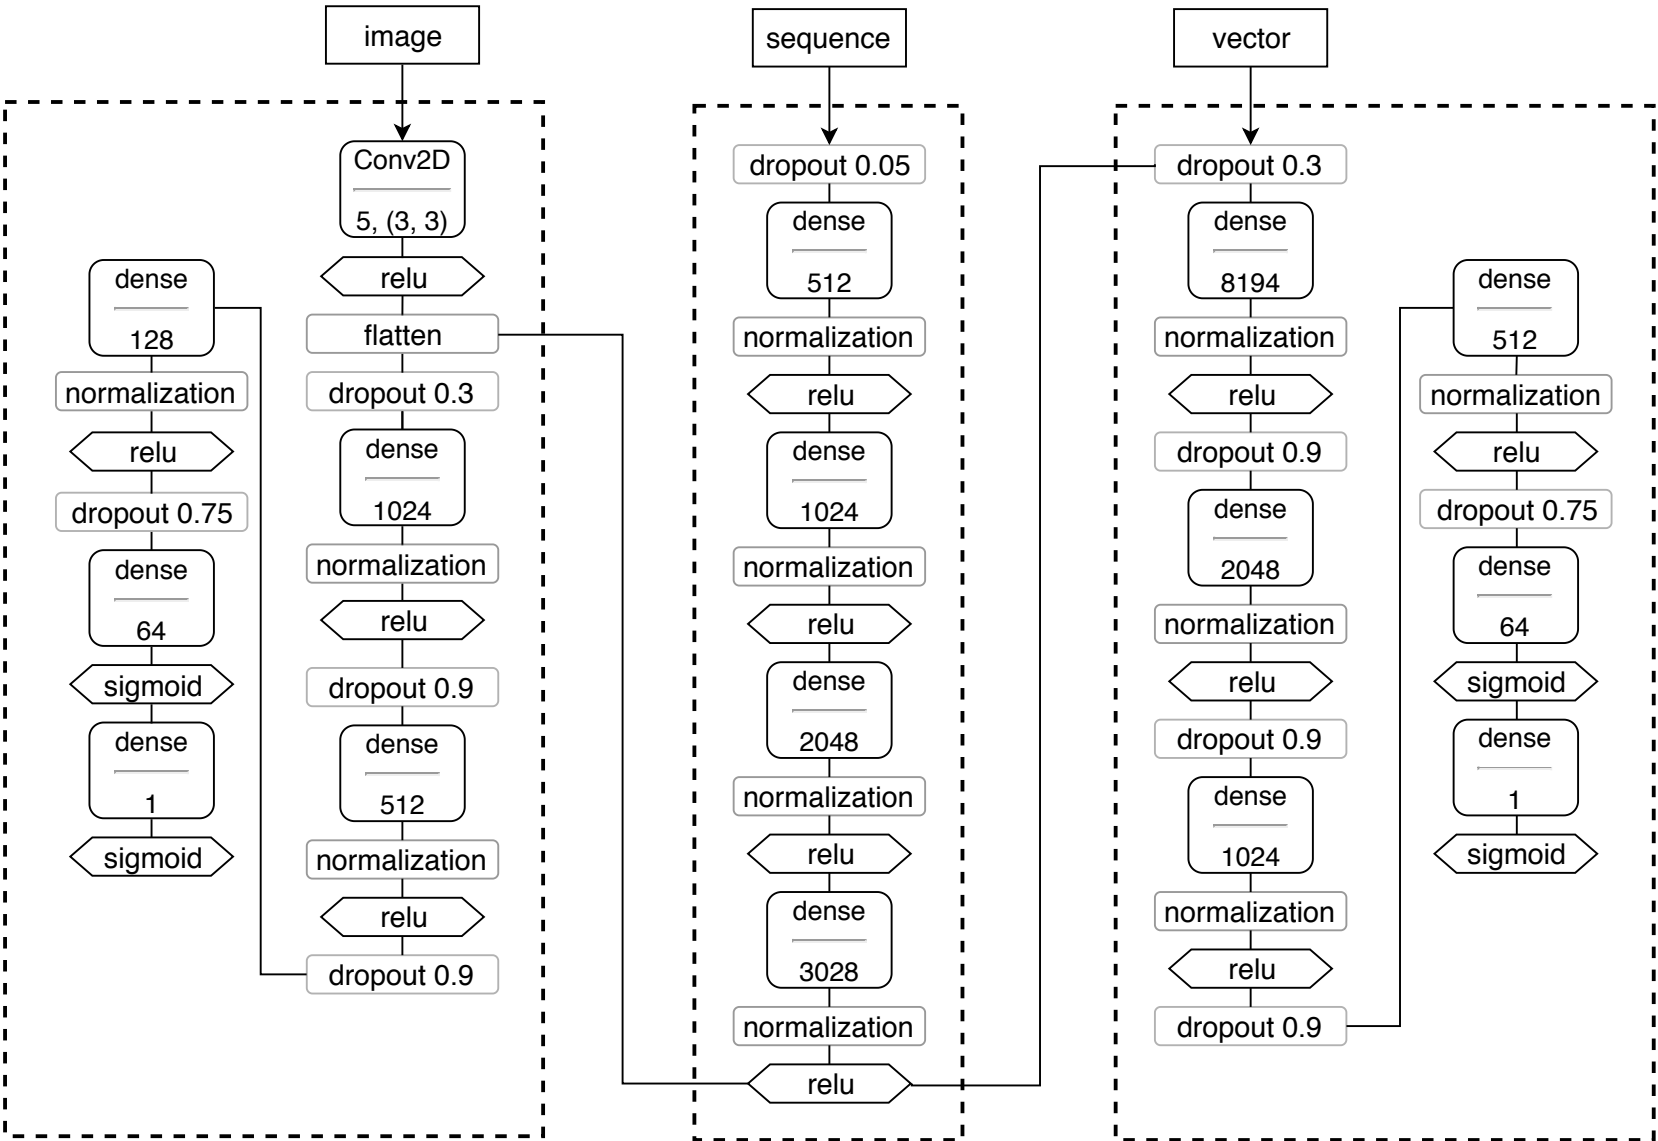 image
Conv2D
5, (3, 3)
relu
flatten
dropout 0.3
dense
1024
normalization
relu
dropout 0.9
dense
512
normalization
relu
dropout 0.9
dense
128
normalization
relu
dropout 0.75
dense
64
sigmoid
dense
1
sigmoid
sequence
dropout 0.05
dense
512
normalization
relu
dense
1024
normalization
relu
dense
2048
normalization
relu
dense
3028
normalization
relu
vector
dropout 0.3
dense
8194
normalization
relu
dropout 0.9
dense
2048
normalization
relu
dropout 0.9
dense
1024
normalization
relu
dropout 0.9
dense
512
normalization
relu
dropout 0.75
dense
64
sigmoid
dense
1
sigmoid